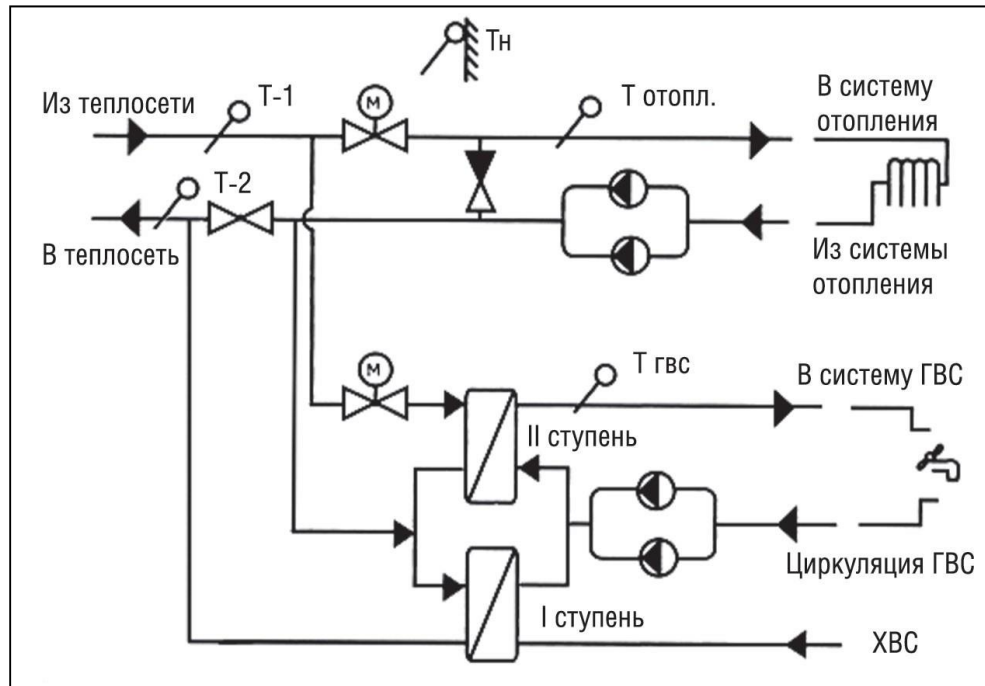 Тн
Из теплосети
Т-1
М
Т отопл.
В систему
отопления
Т-2
В теплосеть
Из системы
отопления
М
Т гвс
В систему ГВС
II ступень
Циркуляция ГВС
I ступень
ХВС